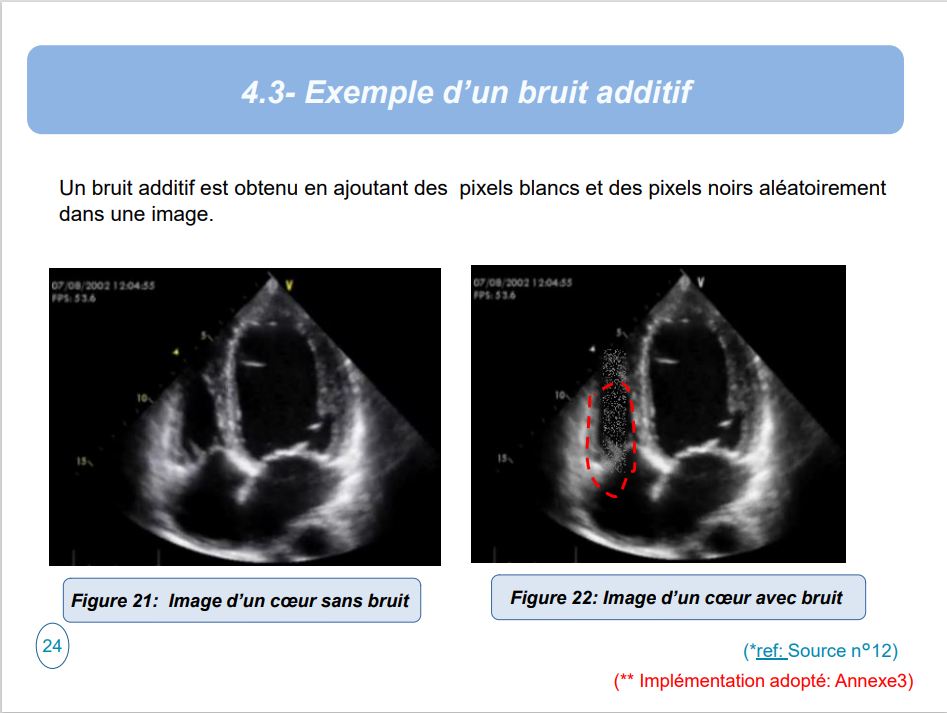 4.3- Exemple d’un bruit additif
Un bruit additif est obtenu en ajoutant des pixels blancs et des pixels noirs aléatoirement
dans une image.
07/08/2002 12:04:55
FPS: 53.6
V
5
4
10
15
07/08/2002 12:04:55
FPS: 53.6
V
5
4
10
15
Figure 21: Image d’un cœur sans bruit
Figure 22: Image d’un cœur avec bruit
24
(*ref: Source n°12)
(** Implémentation adopté: Annexe3)